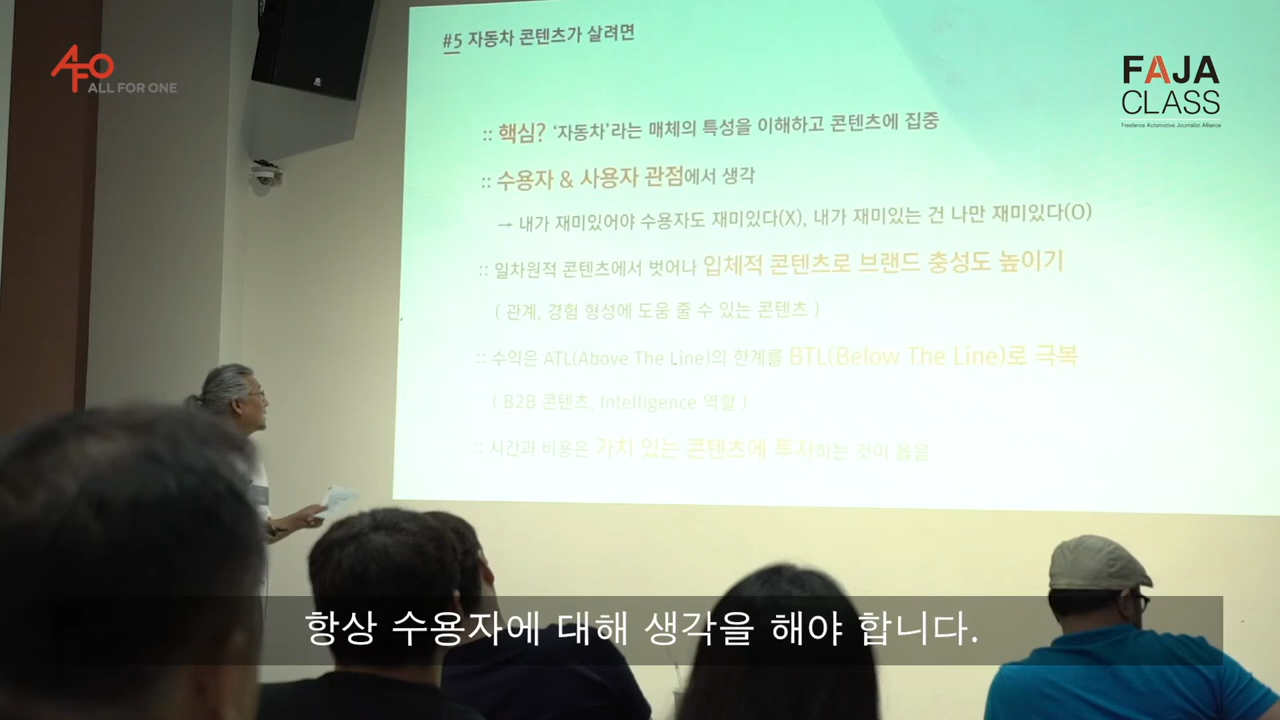 AFO
ALL FOR ONE
FAJA
CLASS
Freelance Automotive Journalist Alliance
#5 자동차 콘텐츠가 살려면
:: 핵심? ‘자동차’라는 매체의 특성을 이해하고 콘텐츠에 집중
:: 수용자 & 사용자 관점에서 생각
→ 내가 재미있어야 수용자도 재미있다(X), 내가 재미있는 건 나만 재미있다(O)
:: 일차원적 콘텐츠에서 벗어나 입체적 콘텐츠로 브랜드 충성도 높이기
( 관계, 경험 형성에 도움 줄 수 있는 콘텐츠 )
:: 수익은 ATL(Above The Line)의 한계를 BTL(Below The Line)로 극복
( B2B 콘텐츠, Intelligence 역할 )
:: 시간과 비용은 가치 있는 콘텐츠에 투자하는 것이 옳음
항상 수용자에 대해 생각을 해야 합니다.